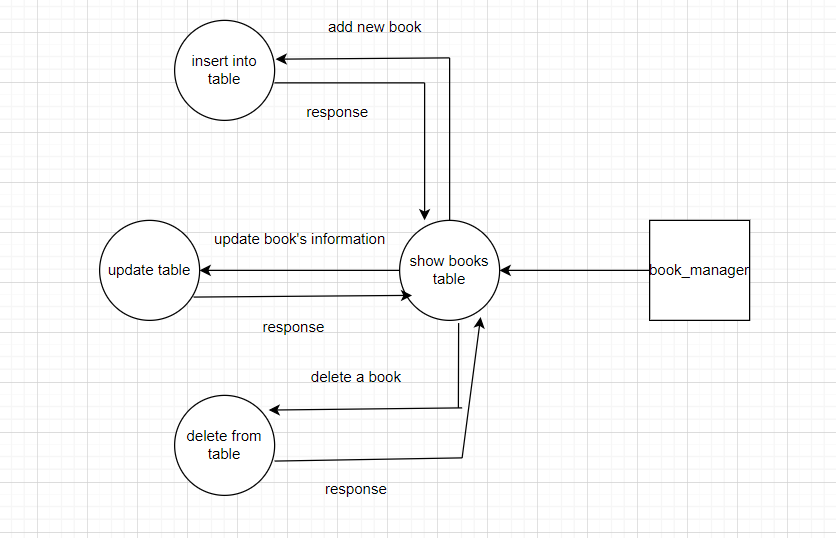 add new book
insert into
table
response
update book's information
show books
table
update table
book_manager
response
delete a book
delete from
table
response